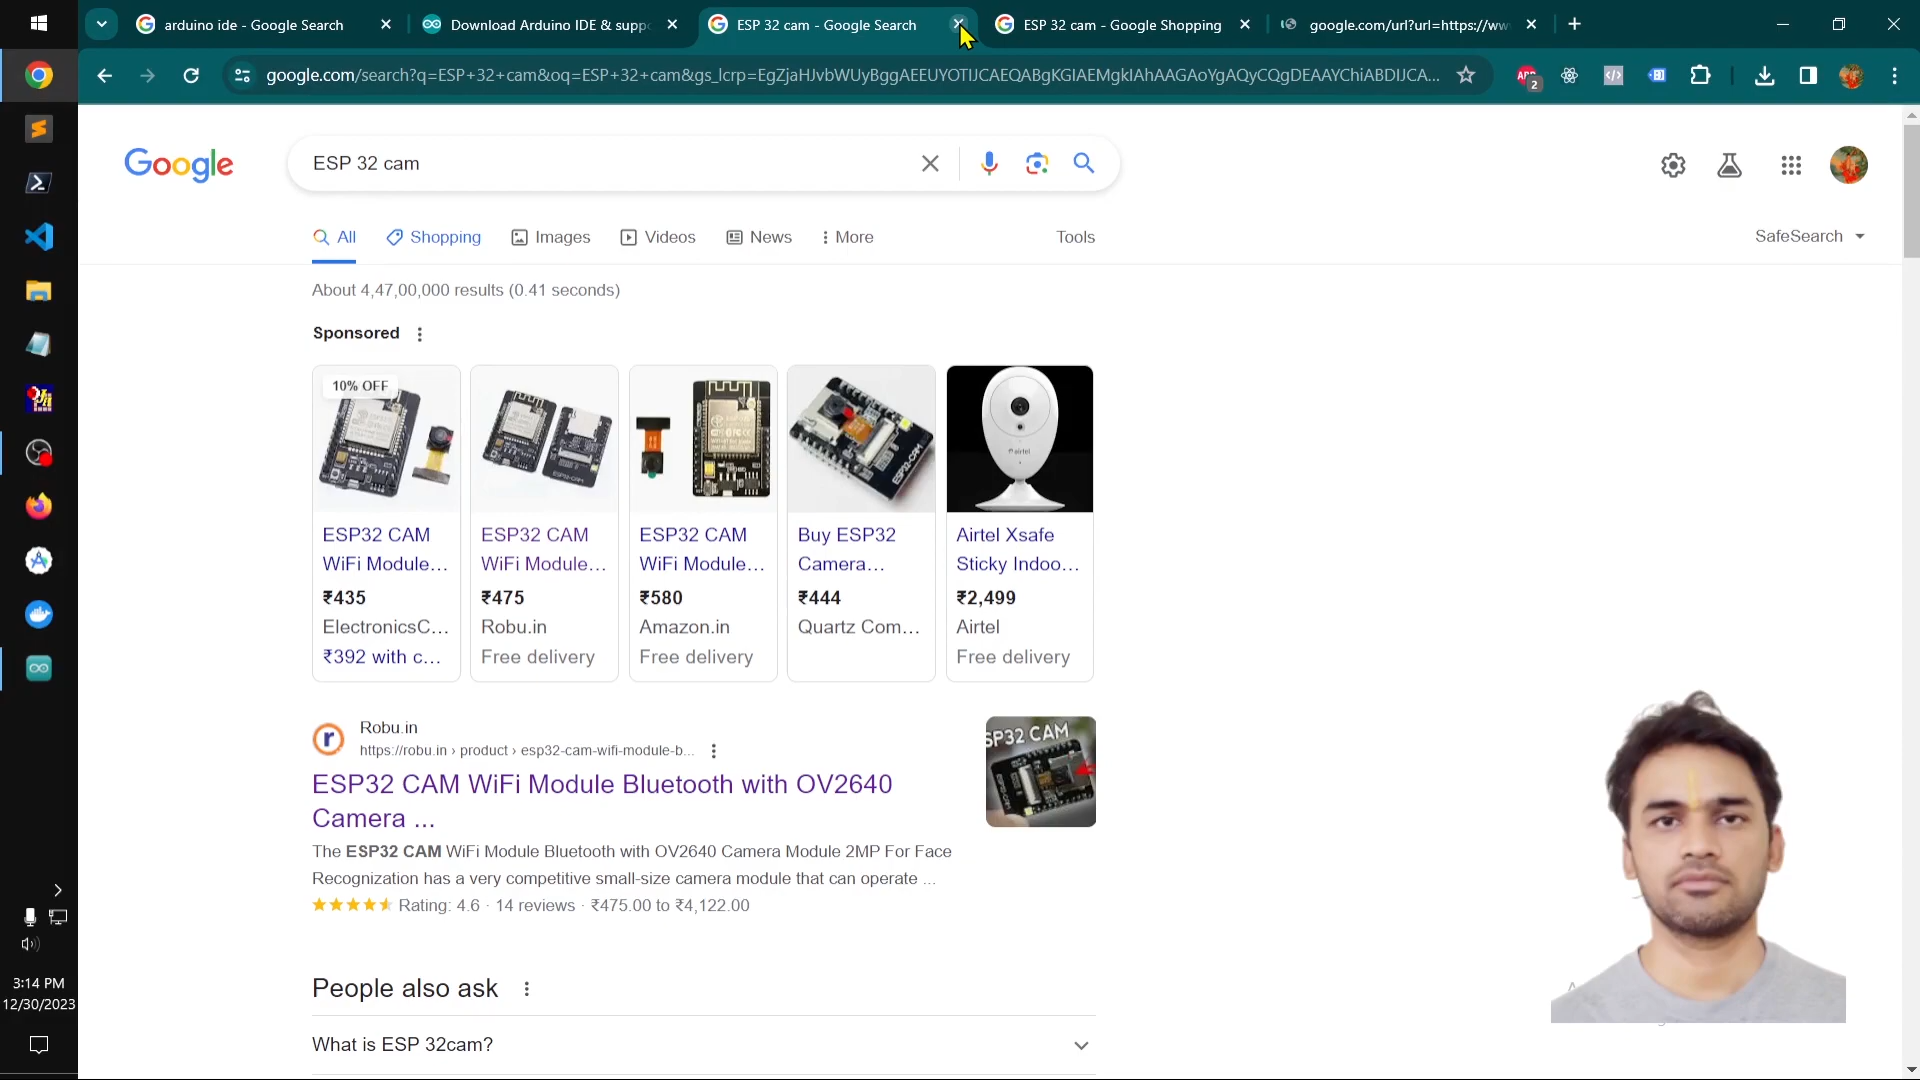 arduino ide - Google Search
Download Arduino IDE & supp
ESP 32 cam - Google Search
ESP 32 cam - Google Shopping
google.com/url?url=https://ww
google.com/search?q=ESP+32+cam&oq=ESP+32+cam&gs_lcrp=EgZjaHJvbWUyBggAEEUYOTIJCAEQABgKGIAEMgkIAhAAGAoYgAQyCQgDEAAYChiABDIJCA...
2
Google
ESP 32 cam
All
Shopping
Images
Videos
News
More
Tools
SafeSearch
About 4,47,00,000 results (0.41 seconds)
Sponsored
10% OFF
ESP32 CAM
WiFi Module...
₹435
ElectronicsC...
₹392 with c...
ESP32 CAM
WiFi Module...
₹475
Robu.in
Free delivery
ESP32 CAM
WiFi Module...
₹580
Amazon.in
Free delivery
Buy ESP32
Camera...
₹444
Quartz Com...
Airtel Xsafe
Sticky Indoo...
₹2,499
Airtel
Free delivery
Robu.in
https://robu.in › product › esp32-cam-wifi-module-b...
ESP32 CAM WiFi Module Bluetooth with OV2640
Camera ...
The ESP32 CAM WiFi Module Bluetooth with OV2640 Camera Module 2MP For Face
Recognization has a very competitive small-size camera module that can operate ...
Rating: 4.6 · 14 reviews · ₹475.00 to ₹4,122.00
SP32 CAM
People also ask
What is ESP 32cam?
3:14 PM
12/30/2023